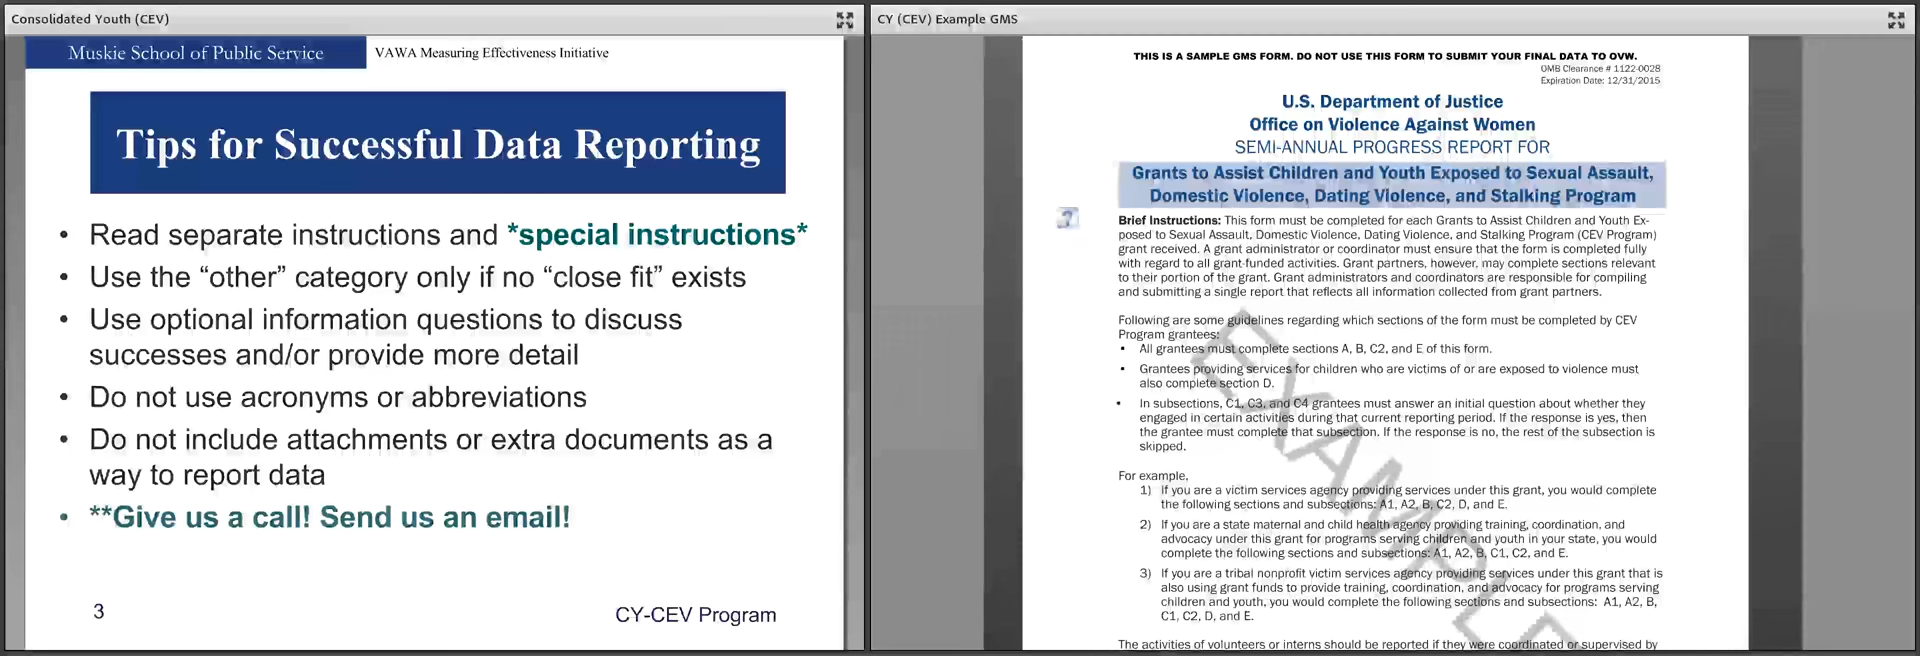 Consolidated Youth (CEV)
Muskie School of Public Service
VAWA Measuring Effectiveness Initiative
Tips for Successful Data Reporting
• Read separate instructions and *special instructions*
• Use the “other” category only if no “close fit” exists
• Use optional information questions to discuss
successes and/or provide more detail
• Do not use acronyms or abbreviations
• Do not include attachments or extra documents as a
way to report data
• **Give us a call! Send us an email!
3
CY-CEV Program
CY (CEV) Example GMS
THIS IS A SAMPLE GMS FORM. DO NOT USE THIS FORM TO SUBMIT YOUR FINAL DATA TO OVW.
OMB Clearance # 1122-0028
Expiration Date: 12/31/2015
U.S. Department of Justice
Office on Violence Against Women
SEMI-ANNUAL PROGRESS REPORT FOR
Grants to Assist Children and Youth Exposed to Sexual Assault,
Domestic Violence, Dating Violence, and Stalking Program
?
Brief Instructions: This form must be completed for each Grants to Assist Children and Youth Ex-
posed to Sexual Assault, Domestic Violence, Dating Violence, and Stalking Program (CEV Program)
grant received. A grant administrator or coordinator must ensure that the form is completed fully
with regard to all grant-funded activities. Grant partners, however, may complete sections relevant
to their portion of the grant. Grant administrators and coordinators are responsible for compiling
and submitting a single report that reflects all information collected from grant partners.
Following are some guidelines regarding which sections of the form must be completed by CEV
Program grantees:
• All grantees must complete sections A, B, C2, and E of this form.
• Grantees providing services for children who are victims of or are exposed to violence must
also complete section D.
• In subsections, C1, C3, and C4 grantees must answer an initial question about whether they
engaged in certain activities during that current reporting period. If the response is yes, then
the grantee must complete that subsection. If the response is no, the rest of the subsection is
skipped.
For example,
1) If you are a victim services agency providing services under this grant, you would complete
the following sections and subsections: A1, A2, B, C2, D, and E.
2) If you are a state maternal and child health agency providing training, coordination, and
advocacy under this grant for programs serving children and youth in your state, you would
complete the following sections and subsections: A1, A2, B, C1, C2, and E.
3) If you are a tribal nonprofit victim services agency providing services under this grant that is
also using grant funds to provide training, coordination, and advocacy for programs serving
children and youth, you would complete the following sections and subsections: A1, A2, B,
C1, C2, D, and E.
The activities of volunteers or interns should be reported if they were coordinated or supervised by
EXAMPLE